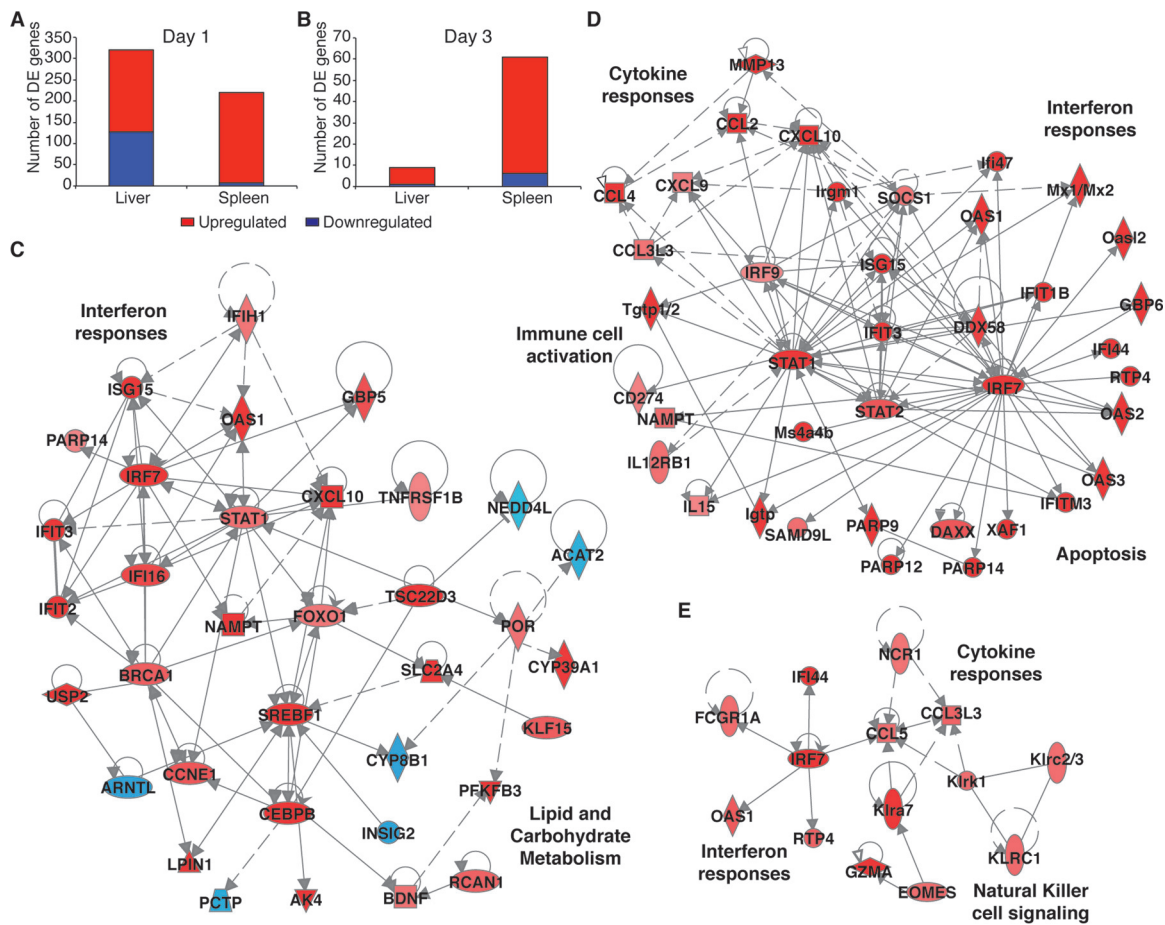 A
B
D
Day 1
Day 3
Number of DE genes
350
300
250
200
150
100
50
0
Liver
Spleen
Number of DE genes
70
60
50
40
30
20
10
0
Liver
Spleen
Upregulated
Downregulated
C
Interferon
responses
IFIH1
ISG15
OAS1
GBP5
PARP14
IRF7
CXCL10
TNFRSF1B
NEDD4L
STAT1
IFIT3
ACAT2
IFI16
IFIT2
TSC22D3
NAMPT
FOXO1
POR
BRCA1
SLC2A4
CYP39A1
USP2
SREBF1
KLF15
CYP8B1
CCNE1
ARNTL
PFKFB3
CEBPB
INSIG2
Lipid and
Carbohydrate
Metabolism
LPIN1
PCTP
AK4
BDNF
RCAN1
Cytokine
responses
MMP13
Interferon
responses
CCL2
CXCL10
Ifi47
CXCL9
CCL4
Irgm1
SOCS1
Mx1/Mx2
OAS1
Oasl2
CCL3L3
IRF9
ISG15
IFIT1B
GBP6
Tgtp1/2
IFIT3
DDX58
Immune cell
activation
IFI44
STAT1
RTP4
IRF7
CD274
NAMPT
STAT2
OAS2
Ms4a4b
IL12RB1
OAS3
IL15
Igtp
IFITM3
SAMD9L
PARP9
DAXX
XAF1
Apoptosis
PARP12
PARP14
E
NCR1
Cytokine
responses
IFI44
FCGR1A
CCL3L3
CCL5
IRF7
Klrc2/3
Klrk1
OAS1
Klra7
RTP4
KLRC1
Interferon
responses
GZMA
EOMES
Natural Killer
cell signaling